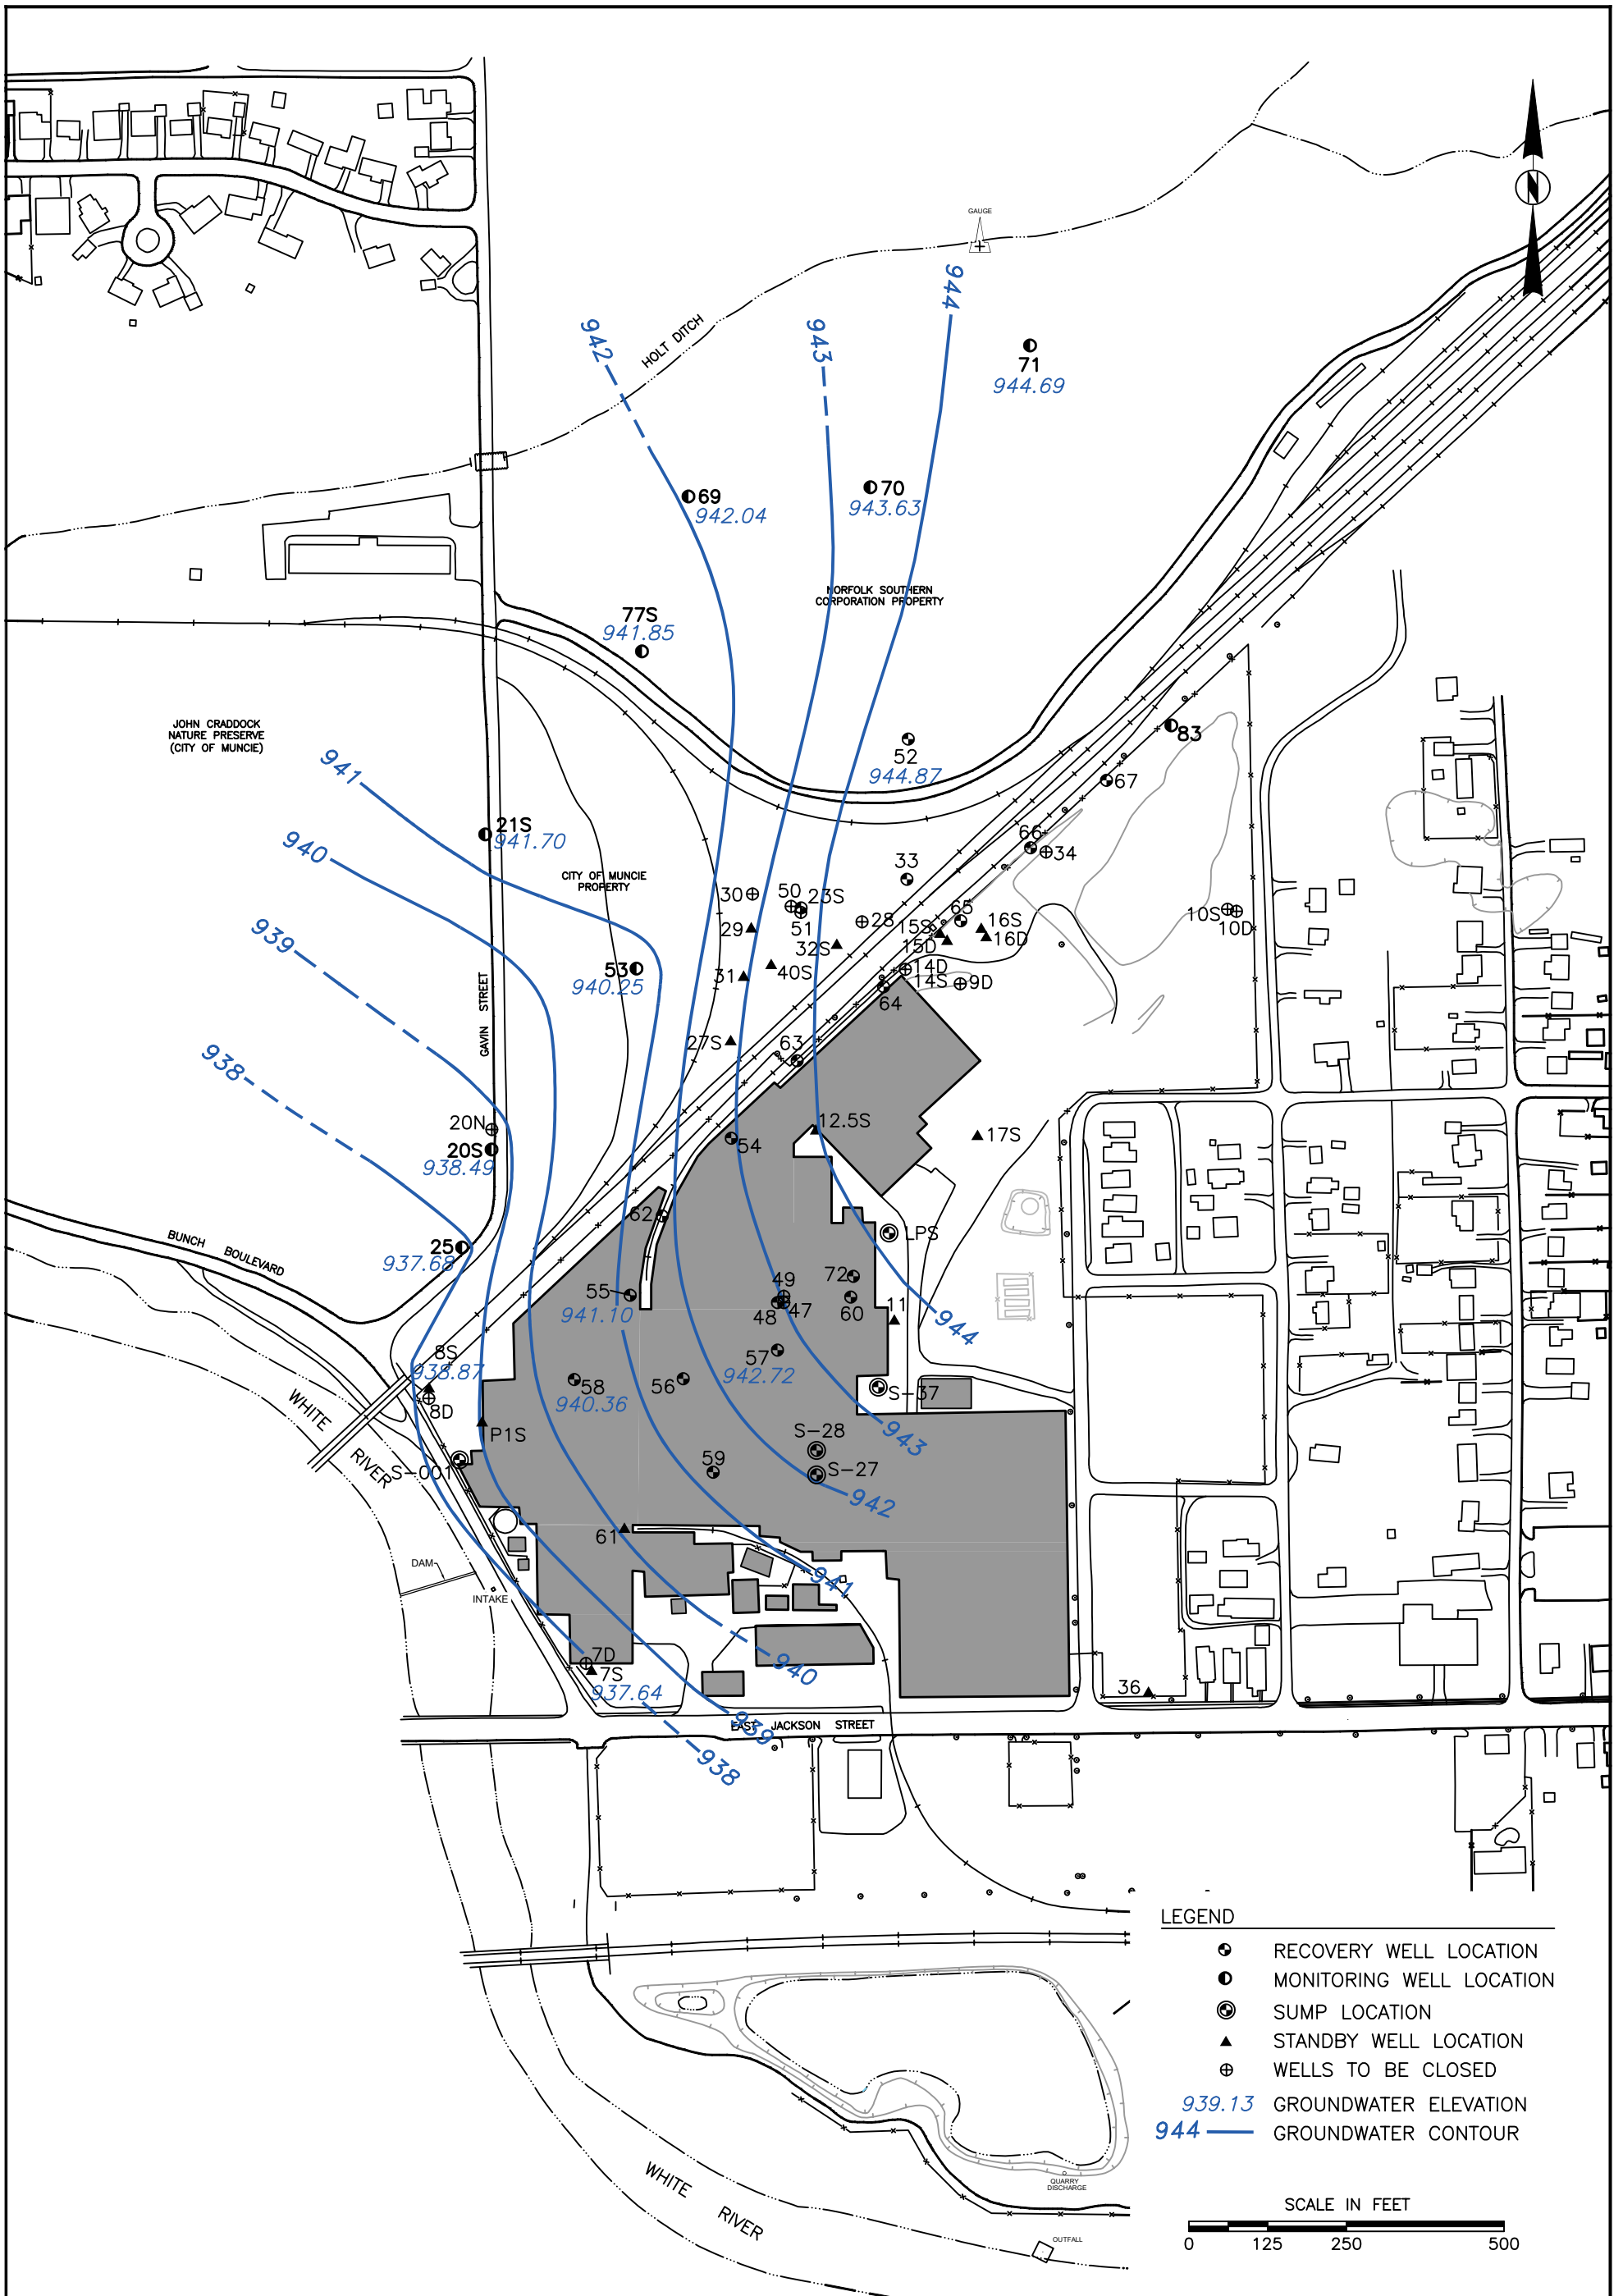 GAUGE
944
942
943
HOLT DITCH
71
944.69
69
942.04
70
943.63
NORFOLK SOUTHERN
CORPORATION PROPERTY
77S
941.85
JOHN CRADDOCK
NATURE PRESERVE
(CITY OF MUNCIE)
941
83
52
944.87
67
21S
941.70
940
66
34
CITY OF MUNCIE
PROPERTY
33
30
50
23S
51
28
65
16S
15S
16D
15D
10S
10D
939
29
32S
53
940.25
31
40S
14D
14S
9D
64
GAVIN STREET
938
27S
63
20N
20S
938.49
12.5S
17S
54
62
LPS
BUNCH BOULEVARD
25
937.68
72
49
47
48
60
11
55
941.10
944
8S
938.87
8D
57
942.72
58
940.36
56
S-37
WHITE
RIVER
P1S
S-001
943
S-28
S-27
59
942
61
DAM
INTAKE
941
7D
7S
937.64
940
36
EAST JACKSON STREET
939
938
LEGEND
RECOVERY WELL LOCATION
MONITORING WELL LOCATION
SUMP LOCATION
STANDBY WELL LOCATION
WELLS TO BE CLOSED
939.13 GROUNDWATER ELEVATION
944 GROUNDWATER CONTOUR
WHITE
RIVER
QUARRY
DISCHARGE
OUTFALL
SCALE IN FEET
0 125 250 500